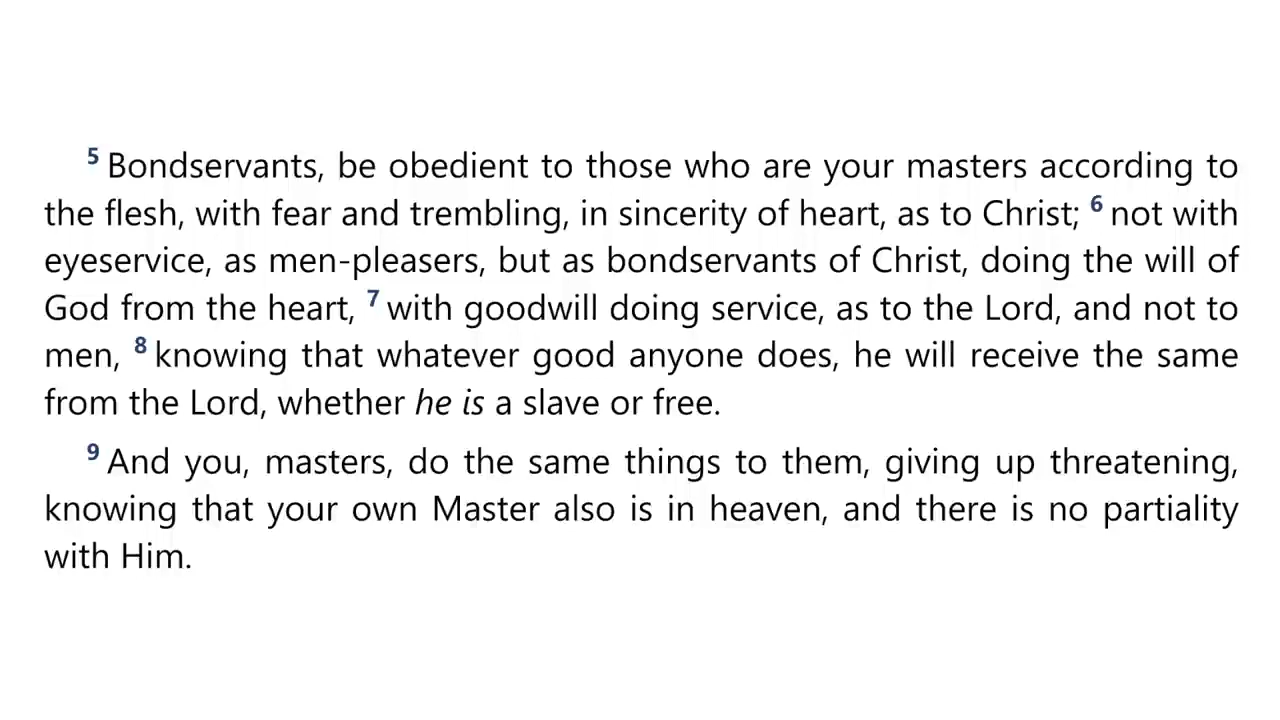 5 Bondservants, be obedient to those who are your masters according to
the flesh, with fear and trembling, in sincerity of heart, as to Christ; 6 not with
eyeservice, as men-pleasers, but as bondservants of Christ, doing the will of
God from the heart, 7 with goodwill doing service, as to the Lord, and not to
men, 8 knowing that whatever good anyone does, he will receive the same
from the Lord, whether he is a slave or free.
9 And you, masters, do the same things to them, giving up threatening,
knowing that your own Master also is in heaven, and there is no partiality
with Him.